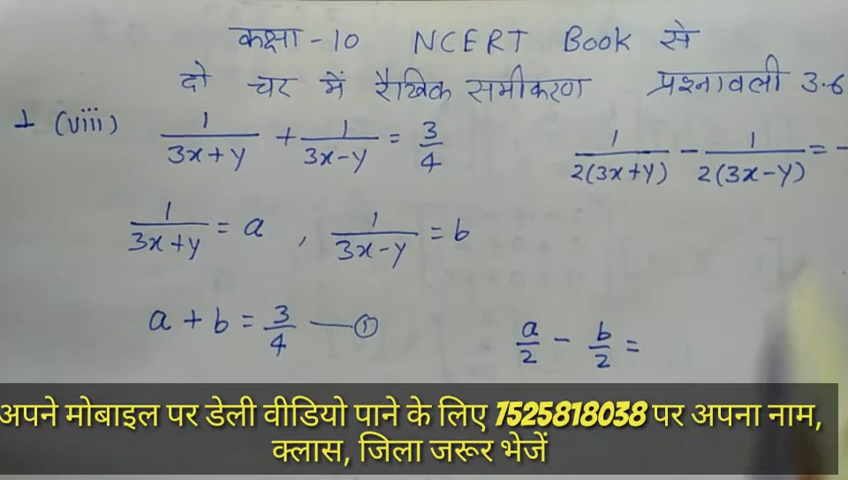 कक्षा - 10 NCERT Book से
दो चर में रैखिक समीकरण प्रश्नावली 3.6
1 (viii) 1/(3x+y) + 1/(3x-y) = 3/4 1/(2(3x+y)) - 1/(2(3x-y)) = -
1/(3x+y) = a , 1/(3x-y) = b
a + b = 3/4 — ① a/2 - b/2 =
अपने मोबाइल पर डेली वीडियो पाने के लिए 7525818038 पर अपना नाम,
क्लास, जिला जरूर भेजें